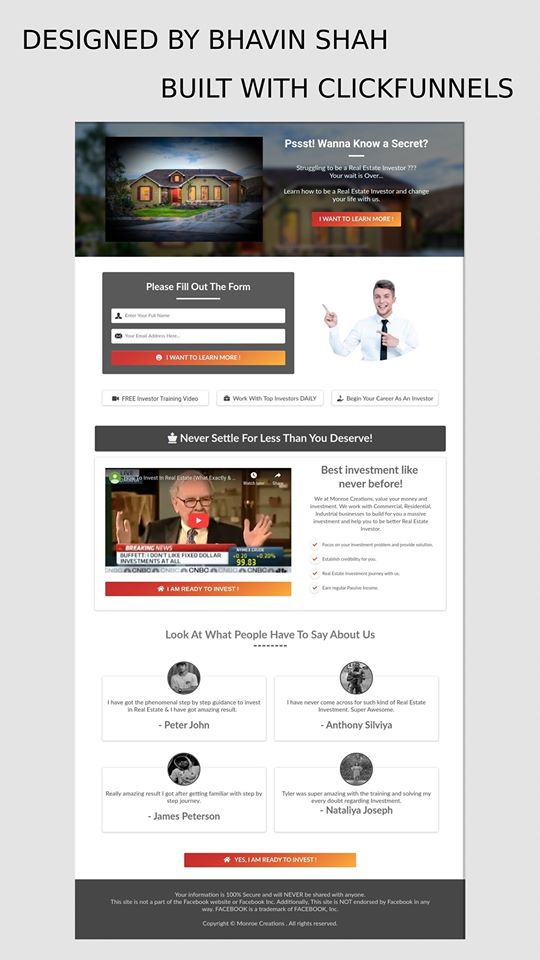 DESIGNED BY BHAVIN SHAH
BUILT WITH CLICKFUNNELS
Pssst! Wanna Know a Secret?
Struggling to be a Real Estate Investor ???
Your wait is Over...
Learn how to be a Real Estate Investor and change
your life with us.
I WANT TO LEARN MORE !
Please Fill Out The Form
Enter Your Full Name
Your Email Address Here...
I WANT TO LEARN MORE !
FREE Investor Training Video
Work With Top Investors DAILY
Begin Your Career As An Investor
Never Settle For Less Than You Deserve!
LIVE
To Invest In Real Estate (What Exactly & ...
Watch later
Share
BREAKING NEWS
BUFFETT: I DON'T LIKE FIXED DOLLAR
INVESTMENTS AT ALL
NYMEX CRUDE
+0.20 +0.20%
99.83
CNBC CNBC CNBC CNBC
I AM READY TO INVEST !
Best investment like
never before!
We at Monroe Creations, value your money and
investment. We work with Commercial, Residential,
Industrial businesses to build for you a massive
investment and help you to be better Real Estate
Investor.
Focus on your investment problem and provide solution.
Establish credibility for you.
Real Estate Investment journey with us.
Earn regular Passive Income.
Look At What People Have To Say About Us
I have got the phenomenal step by step guidance to invest
in Real Estate & I have got amazing result.
- Peter John
I have never come across for such kind of Real Estate
Investment. Super Awesome.
- Anthony Silviya
Really amazing result I got after getting familiar with step by
step journey.
- James Peterson
Tyler was super amazing with the training and solving my
every doubt regarding Investment.
- Nataliya Joseph
YES, I AM READY TO INVEST !
Your information is 100% Secure and will NEVER be shared with anyone.
This site is not a part of the Facebook website or Facebook Inc. Additionally, This site is NOT endorsed by Facebook in any
way. FACEBOOK is a trademark of FACEBOOK, Inc.
Copyright © Monroe Creations . All rights reserved.